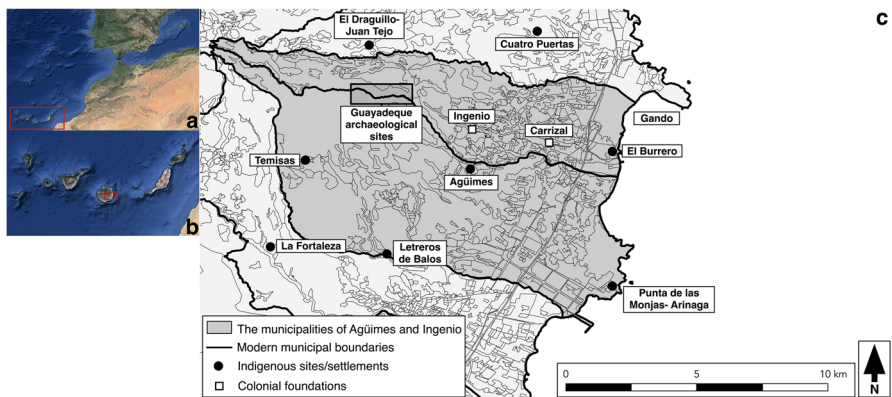 a
b
c
El Draguillo-
Juan Tejo
Cuatro Puertas
Guayadeque
archaeological
sites
Ingenio
Carrizal
Gando
El Burrero
Temisas
Agüimes
La Fortaleza
Letreros
de Balos
Punta de las
Monjas- Arinaga
The municipalities of Agüimes and Ingenio
Modern municipal boundaries
Indigenous sites/settlements
Colonial foundations
0
5
10 km
N